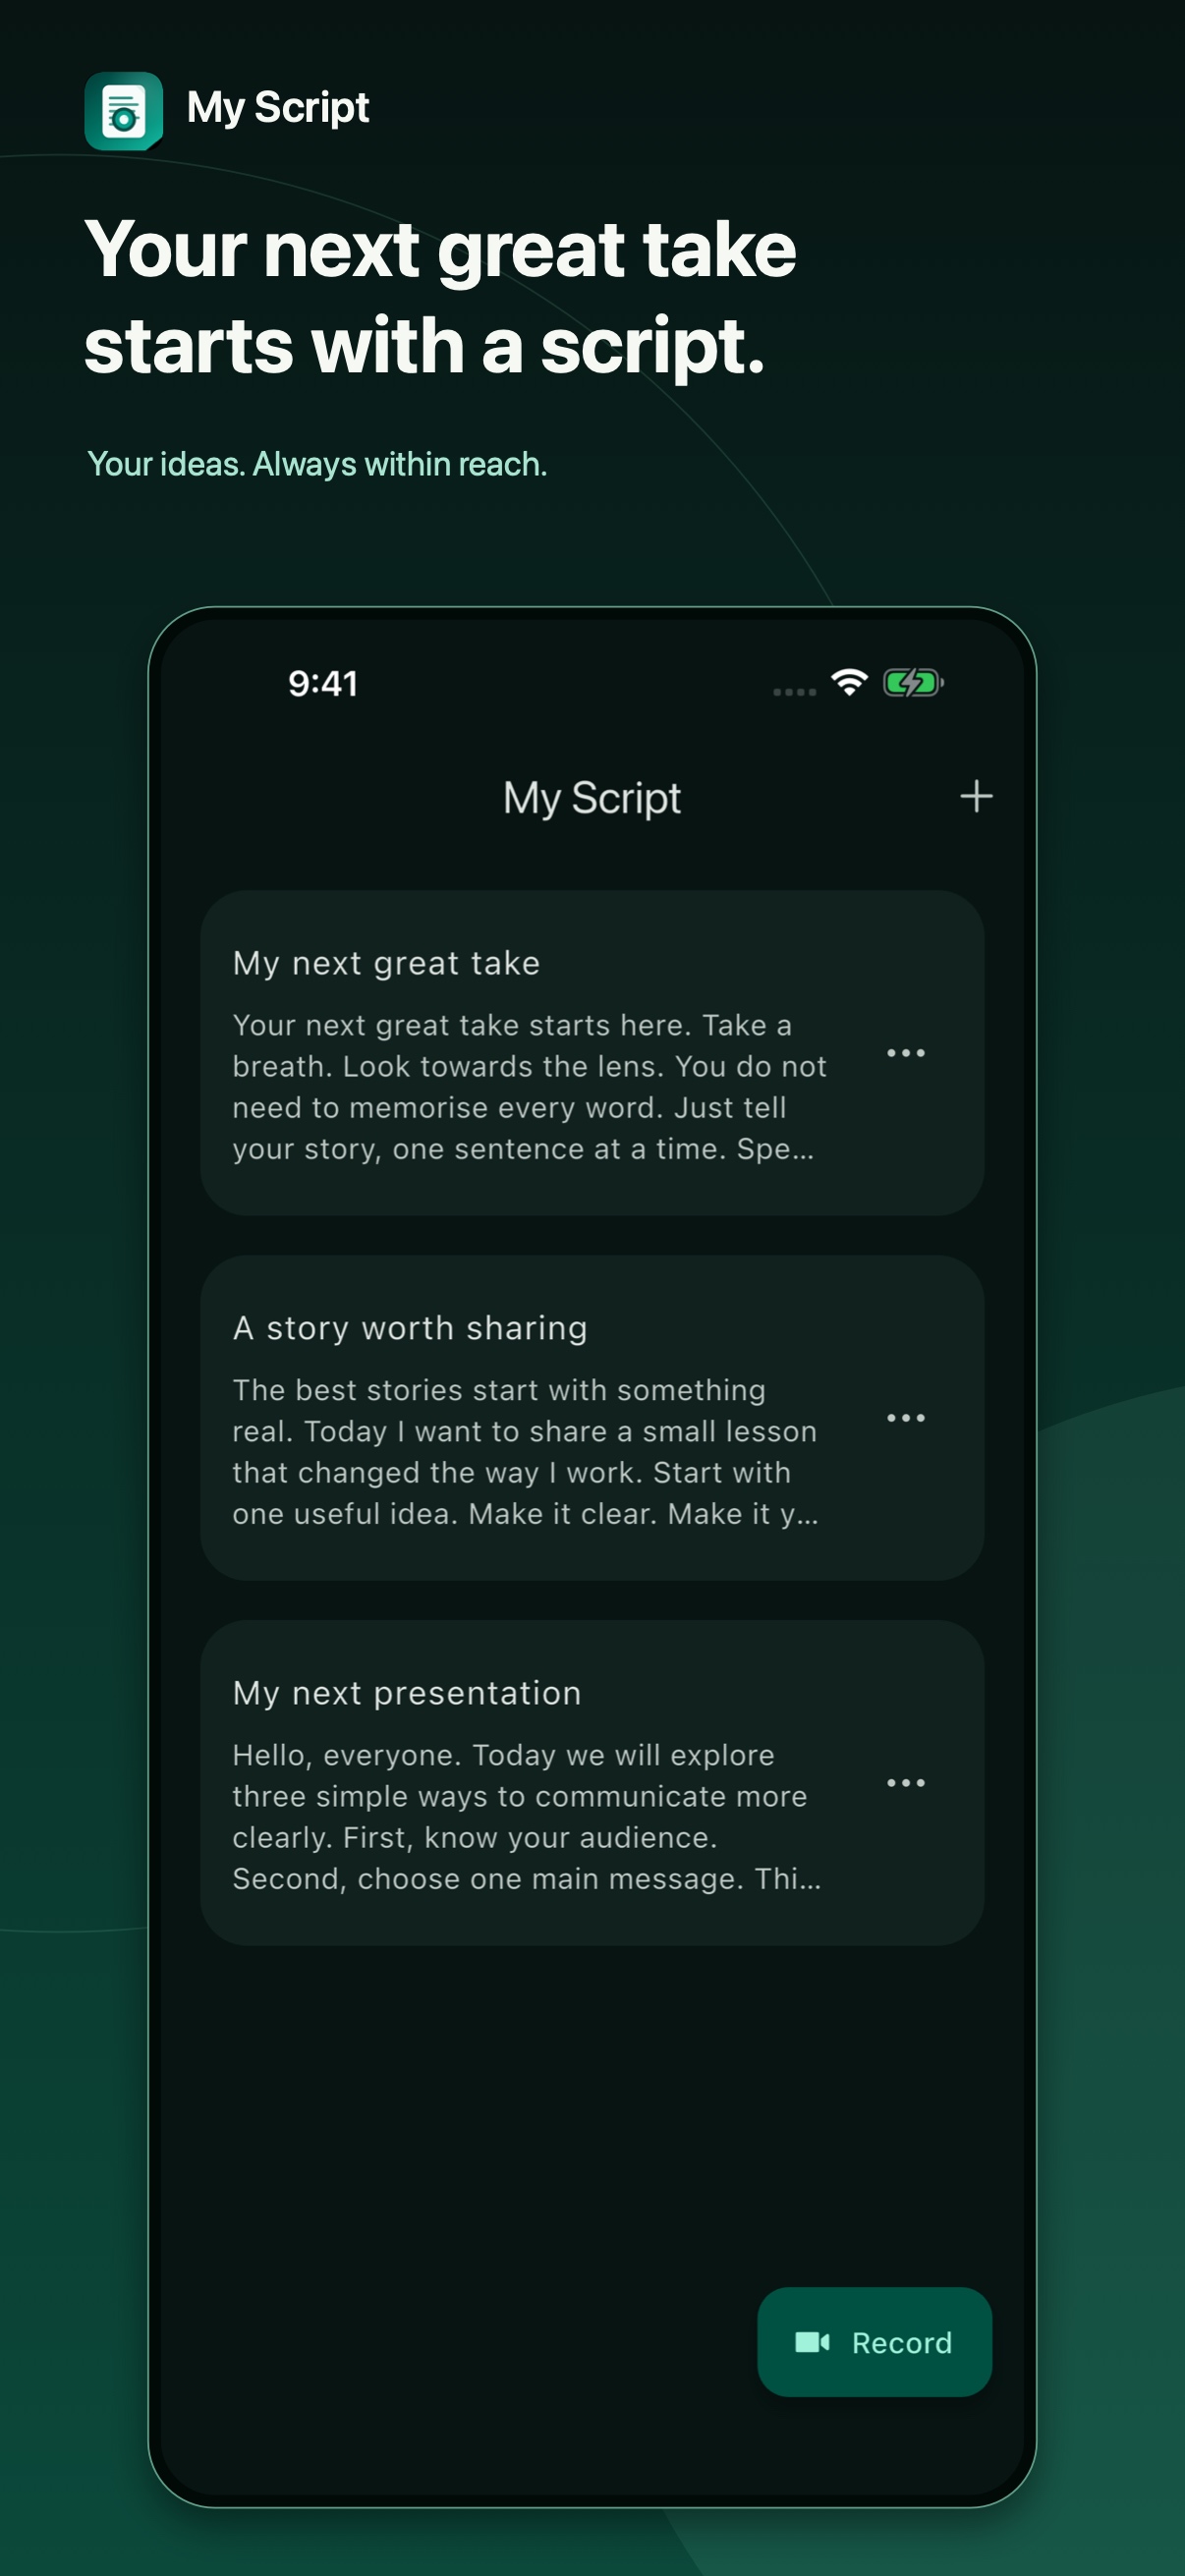 My Script
Your next great take
starts with a script.
Your ideas. Always within reach.
9:41
My Script
My next great take
Your next great take starts here. Take a
breath. Look towards the lens. You do not
need to memorise every word. Just tell
your story, one sentence at a time. Spe...
A story worth sharing
The best stories start with something
real. Today I want to share a small lesson
that changed the way I work. Start with
one useful idea. Make it clear. Make it y...
My next presentation
Hello, everyone. Today we will explore
three simple ways to communicate more
clearly. First, know your audience.
Second, choose one main message. Thi...
Record